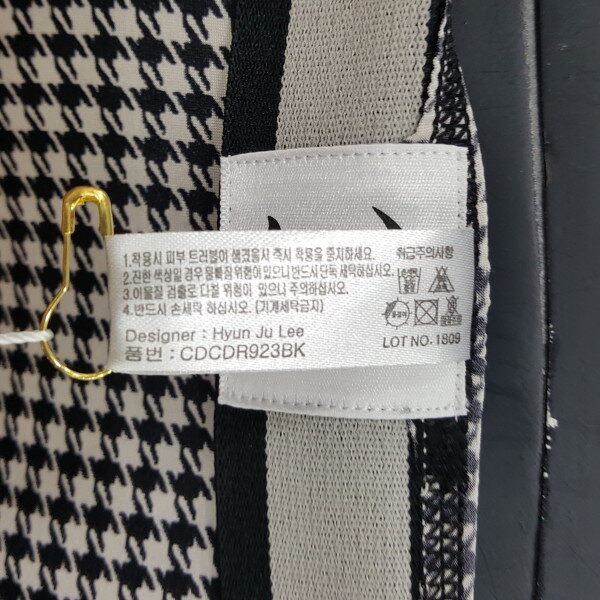 1.착용시 피부 트러블이 생겼을시 즉시 착용을 중지하세요.
2.진한 색상일 경우 물빠짐위험이 있으니 반드시 단독 세탁하십시오.
3.이물질 검출로 다칠 위험이 있으니 주의하십시오.
4.반드시 손세탁 하십시오. (기계세탁금지)
Designer : Hyun Ju Lee
품번 : CDCDR923BK
취급주의사항
LOT NO.1809